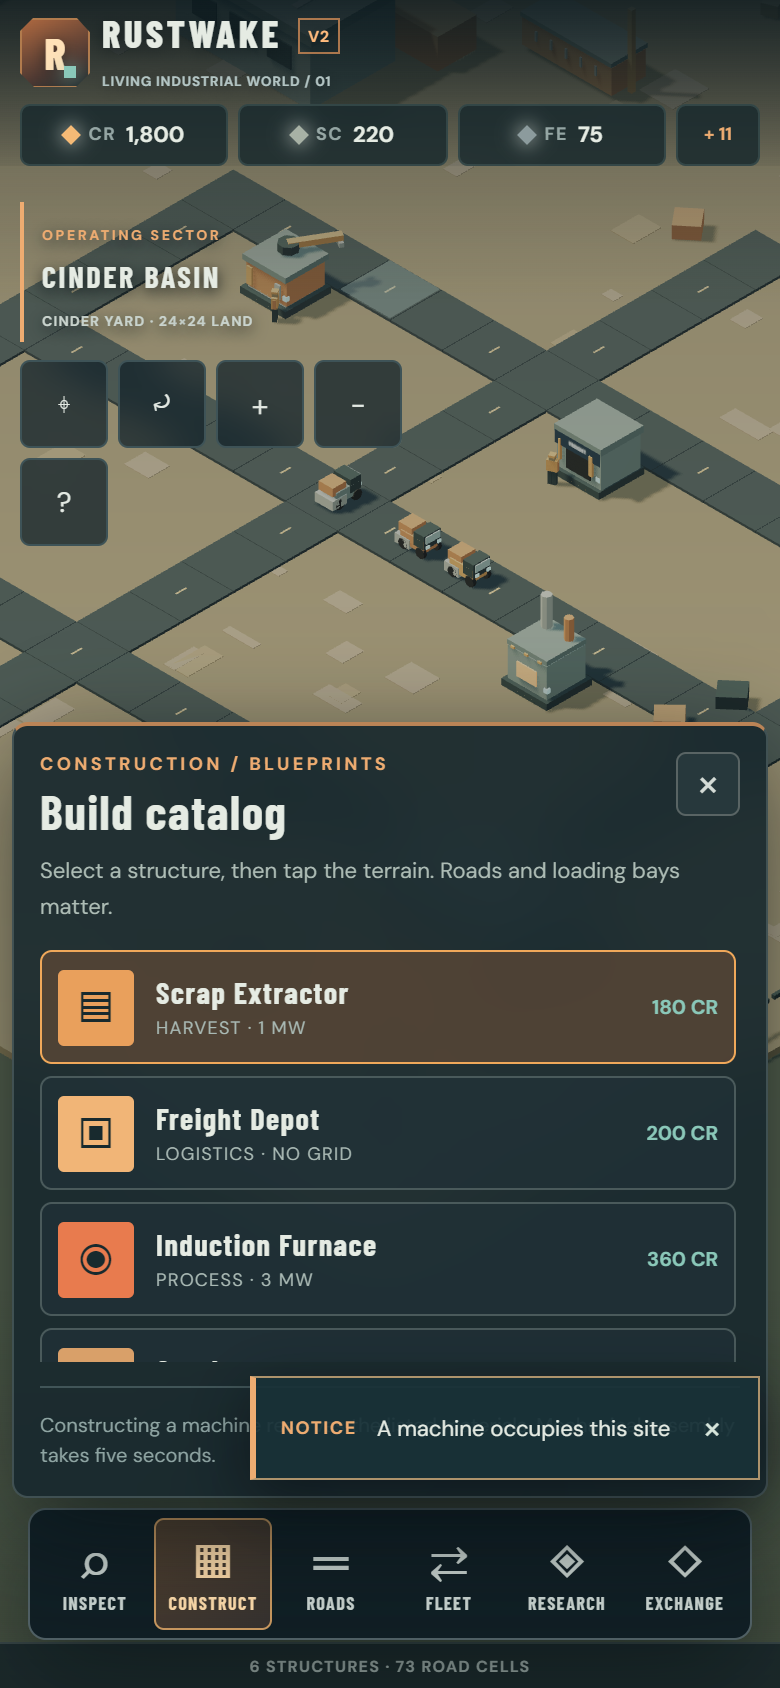 R
RUSTWAKE V2
LIVING INDUSTRIAL WORLD / 01
CR 1,800
SC 220
FE 75
+ 11
OPERATING SECTOR
CINDER BASIN
CINDER YARD · 24×24 LAND
+
-
?
CONSTRUCTION / BLUEPRINTS
Build catalog
Select a structure, then tap the terrain. Roads and loading bays
matter.
Scrap Extractor
HARVEST · 1 MW
180 CR
Freight Depot
LOGISTICS · NO GRID
200 CR
Induction Furnace
PROCESS · 3 MW
360 CR
Constructing a machine
takes five seconds.
NOTICE A machine occupies this site ×
INSPECT
CONSTRUCT
ROADS
FLEET
RESEARCH
EXCHANGE
6 STRUCTURES · 73 ROAD CELLS